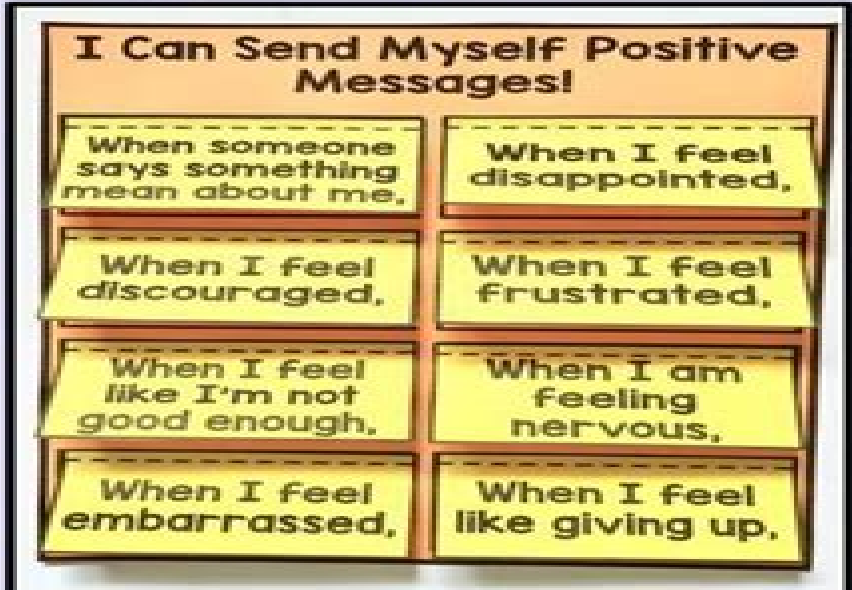 I Can Send Myself Positive
Messages!
When someone
says something
mean about me,
When I feel
disappointed,
When I feel
discouraged,
When I feel
frustrated,
When I feel
like I'm not
good enough,
When I am
feeling
nervous,
When I feel
embarrassed,
When I feel
like giving up,